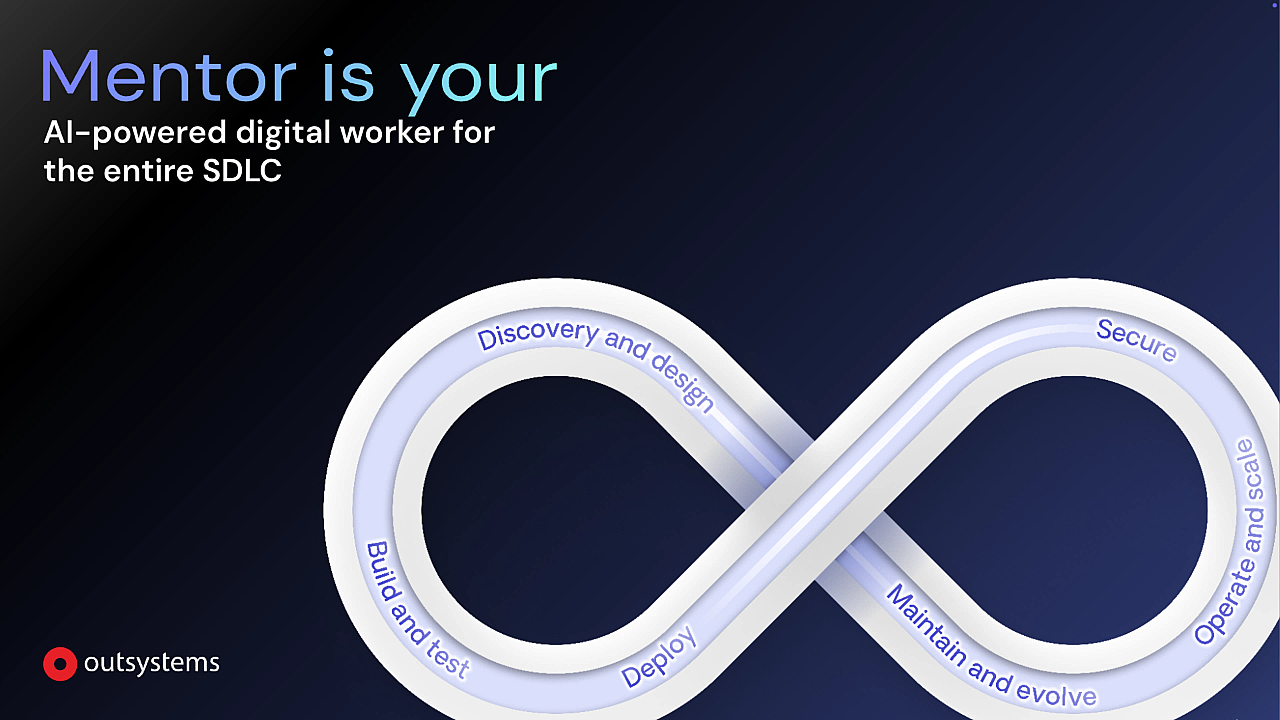 Mentor is your
AI-powered digital worker for
the entire SDLC
Discovery and design
Secure
Operate and scale
Build and test
Deploy
Maintain and evolve
outsystems